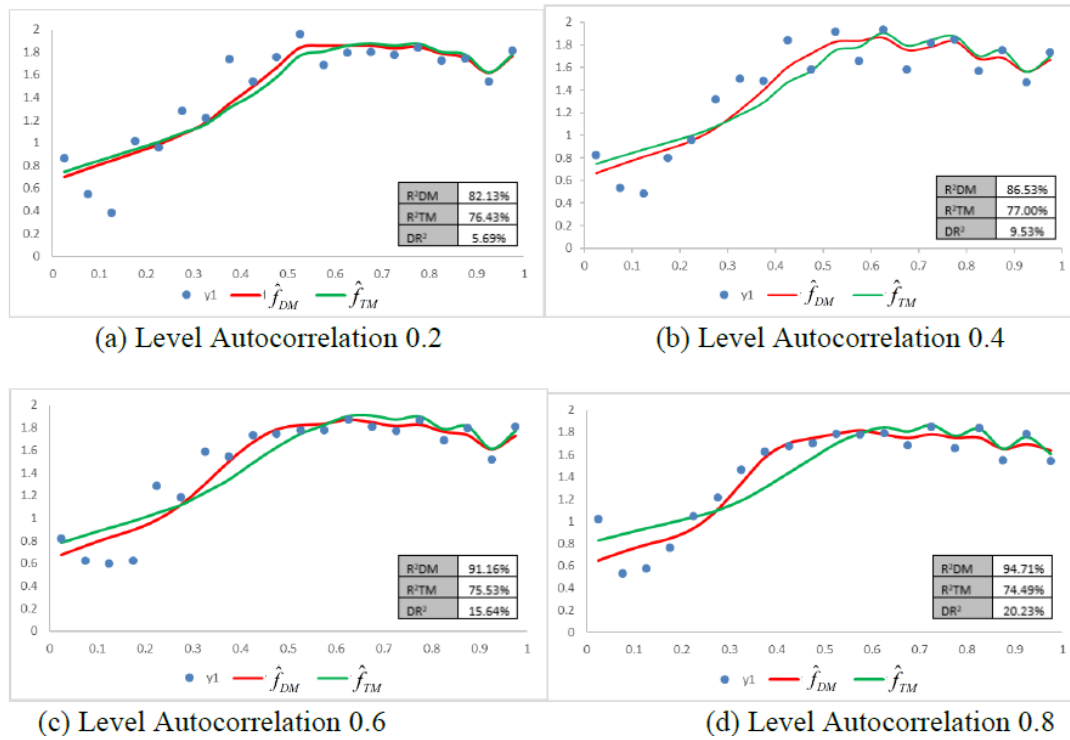 2
1.8
1.6
1.4
1.2
1
0.8
0.6
0.4
0.2
0
0 0.1 0.2 0.3 0.4 0.5 0.6 0.7 0.8 0.9 1
R²DM 82.13%
R²TM 76.43%
DR² 5.69%
y1 f̂DM f̂TM
(a) Level Autocorrelation 0.2
2
1.8
1.6
1.4
1.2
1
0.8
0.6
0.4
0.2
0
0 0.1 0.2 0.3 0.4 0.5 0.6 0.7 0.8 0.9 1
R²DM 86.53%
R²TM 77.00%
DR² 9.53%
y1 f̂DM f̂TM
(b) Level Autocorrelation 0.4
2
1.8
1.6
1.4
1.2
1
0.8
0.6
0.4
0.2
0
0 0.1 0.2 0.3 0.4 0.5 0.6 0.7 0.8 0.9 1
R²DM 91.16%
R²TM 75.53%
DR² 15.64%
y1 f̂DM f̂TM
(c) Level Autocorrelation 0.6
2
1.8
1.6
1.4
1.2
1
0.8
0.6
0.4
0.2
0
0 0.1 0.2 0.3 0.4 0.5 0.6 0.7 0.8 0.9 1
R²DM 94.71%
R²TM 74.49%
DR² 20.23%
y1 f̂DM f̂TM
(d) Level Autocorrelation 0.8